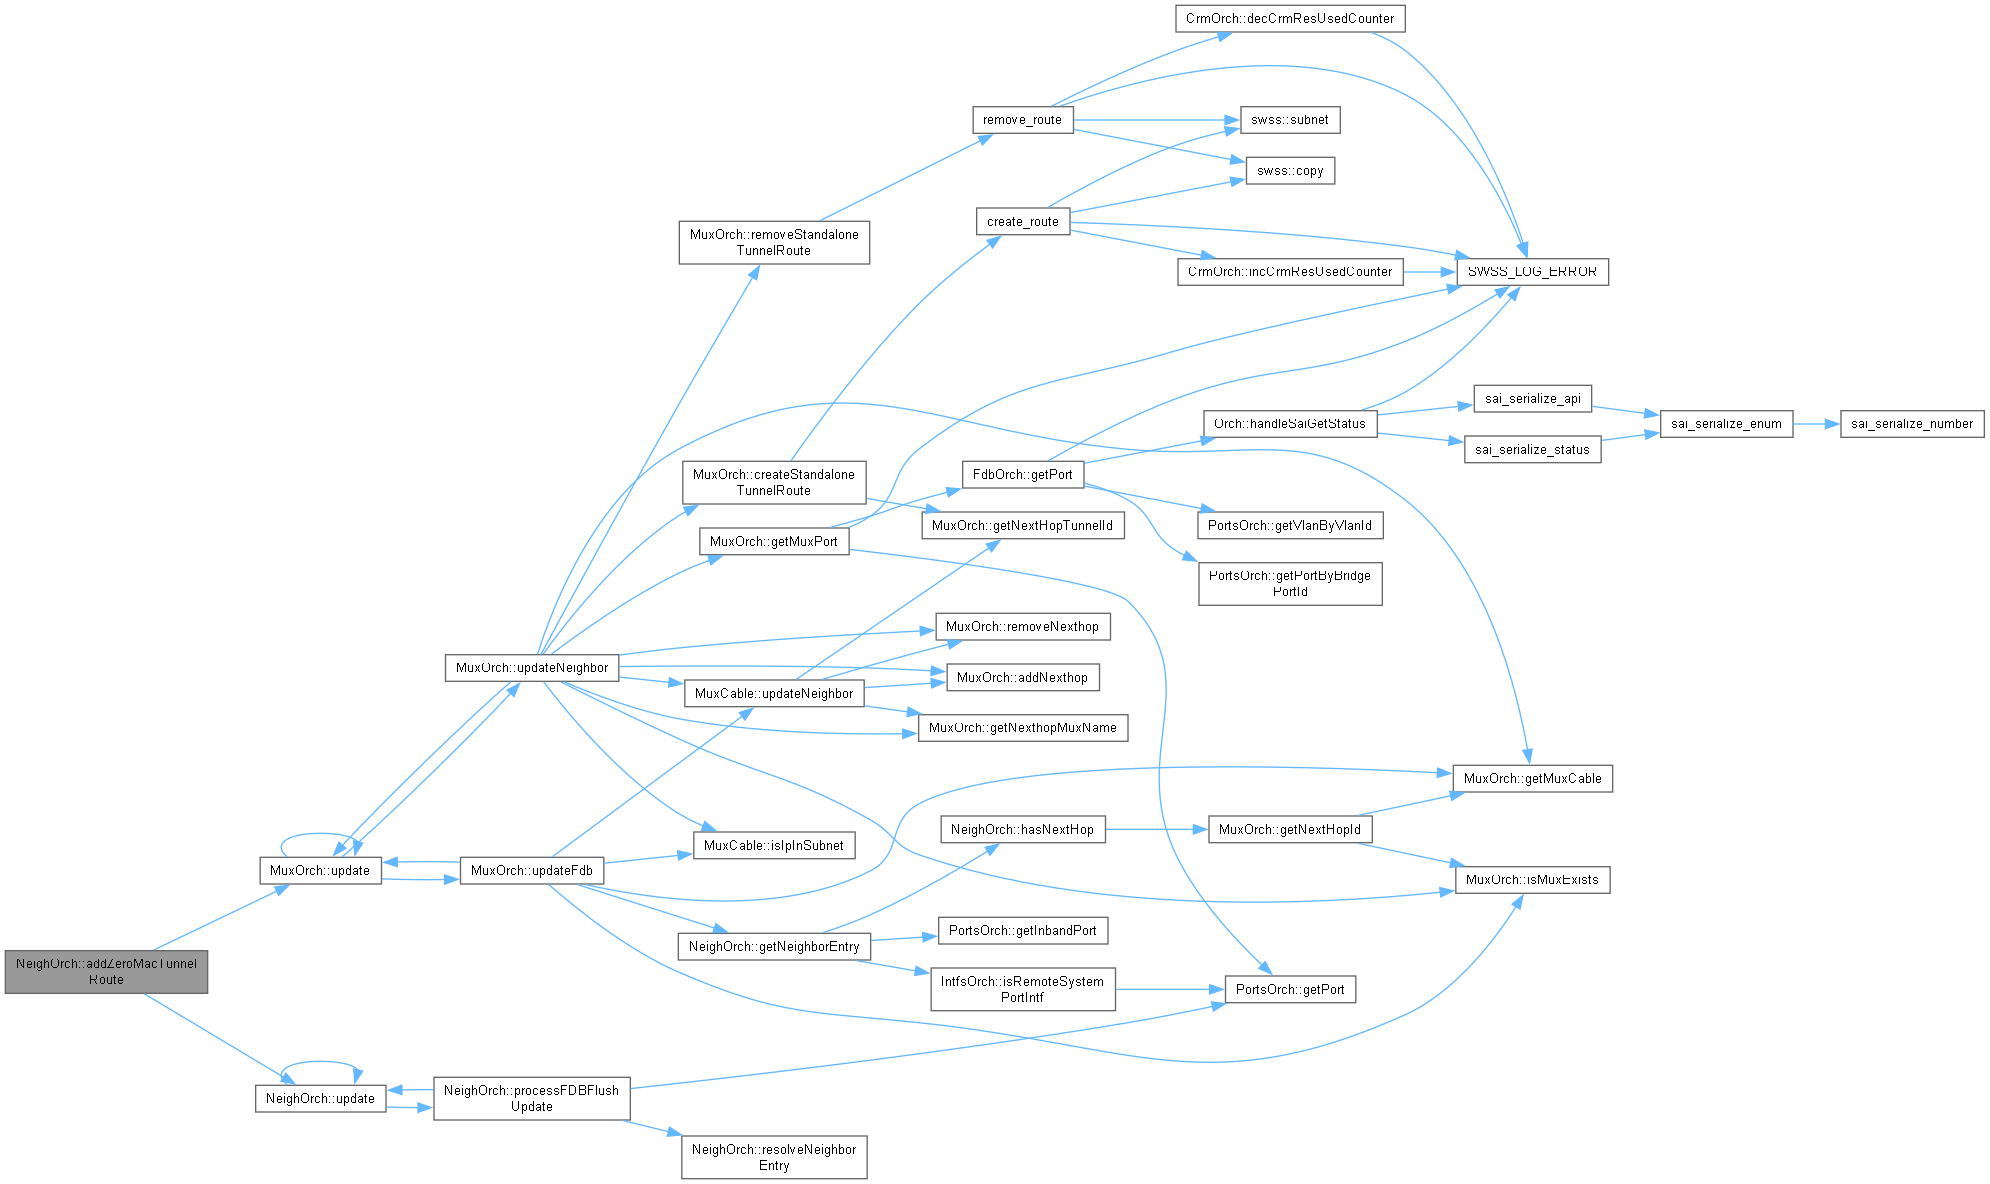 CrmOrch::decCrmResUsedCounter
remove_route
swss::subnet
swss::copy
create_route
MuxOrch::removeStandalone
TunnelRoute
CrmOrch::incCrmResUsedCounter
SWSS_LOG_ERROR
sai_serialize_api
Orch::handleSaiGetStatus
sai_serialize_enum
sai_serialize_number
sai_serialize_status
MuxOrch::createStandalone
TunnelRoute
FdbOrch::getPort
MuxOrch::getNextHopTunnelId
PortsOrch::getVlanByVlanId
MuxOrch::getMuxPort
PortsOrch::getPortByBridge
PortId
MuxOrch::removeNexthop
MuxOrch::updateNeighbor
MuxOrch::addNexthop
MuxCable::updateNeighbor
MuxOrch::getNexthopMuxName
MuxOrch::getMuxCable
NeighOrch::hasNextHop
MuxOrch::getNextHopId
MuxCable::isIpInSubnet
MuxOrch::update
MuxOrch::updateFdb
MuxOrch::isMuxExists
PortsOrch::getInbandPort
NeighOrch::getNeighborEntry
NeighOrch::addZeroMacTunnel
Route
IntfsOrch::isRemoteSystem
PortIntf
PortsOrch::getPort
NeighOrch::update
NeighOrch::processFDBFlush
Update
NeighOrch::resolveNeighbor
Entry